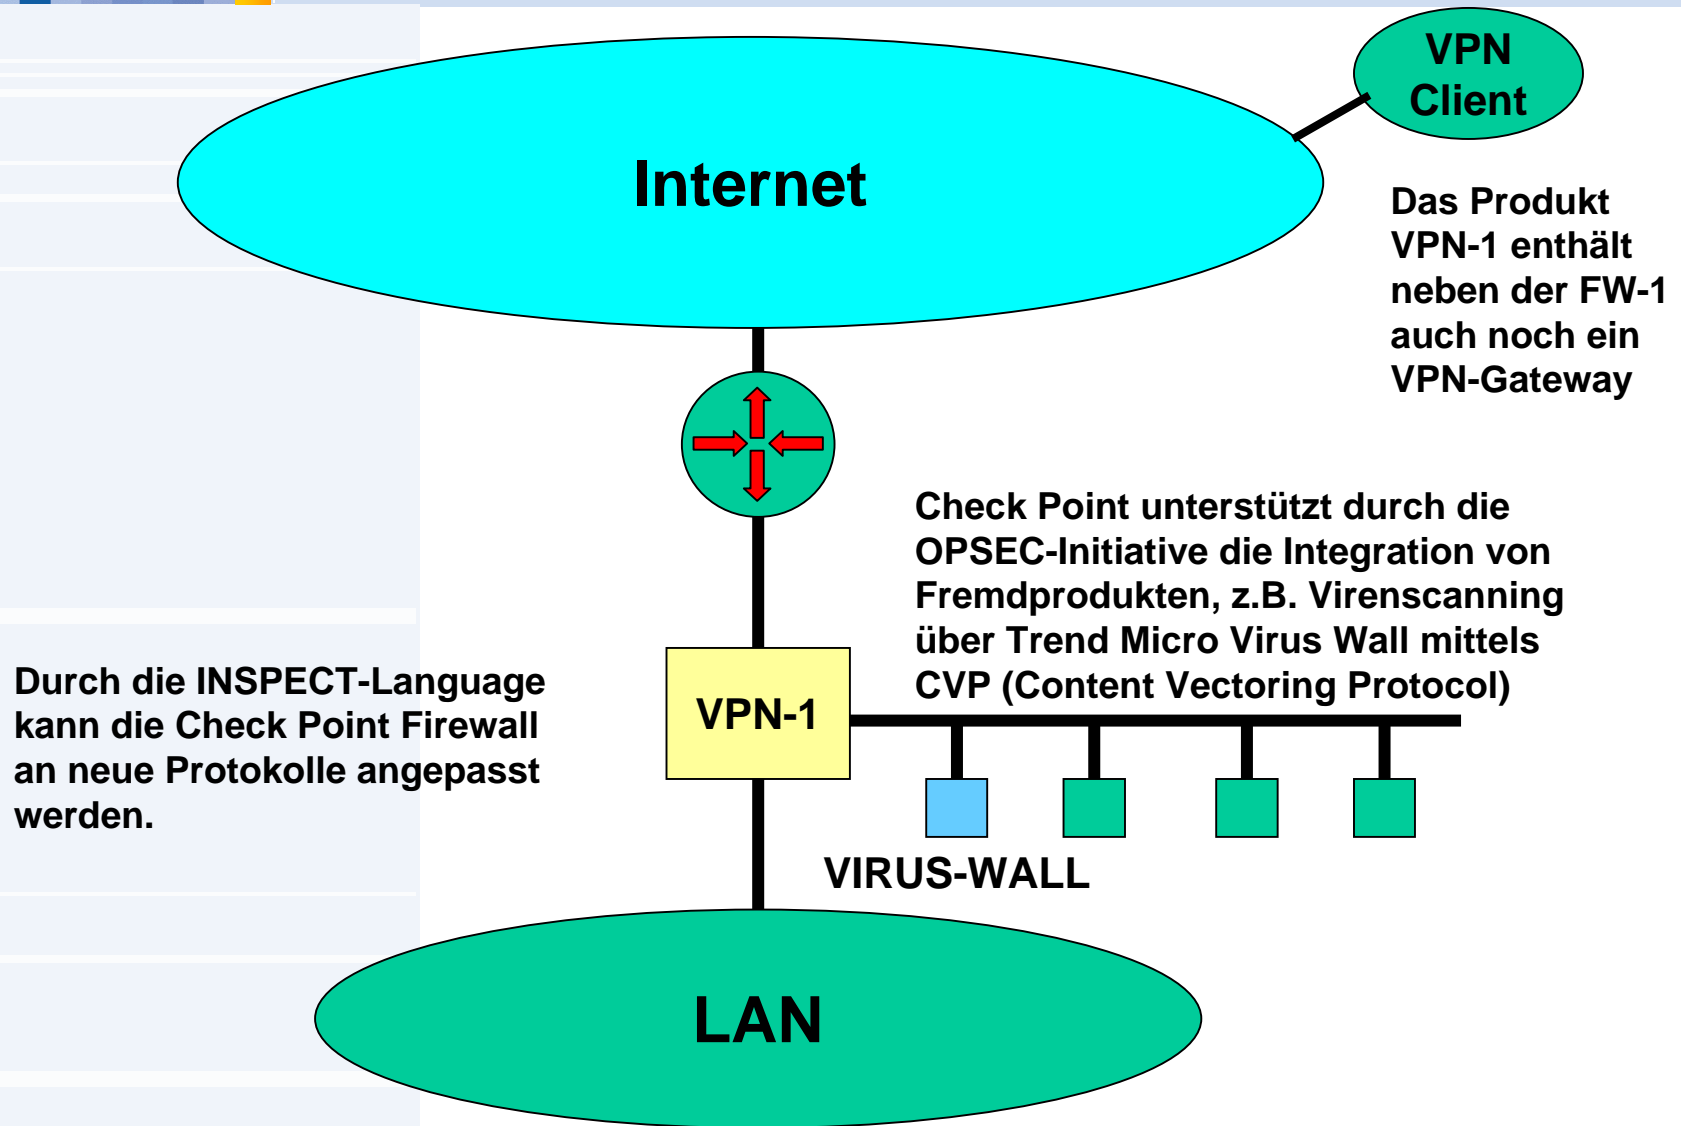 VPN
Client
Internet
Das Produkt
VPN-1 enthält
neben der FW-1
auch noch ein
VPN-Gateway
Check Point unterstützt durch die
OPSEC-Initiative die Integration von
Fremdprodukten, z.B. Virenscanning
über Trend Micro Virus Wall mittels
CVP (Content Vectoring Protocol)
Durch die INSPECT-Language
kann die Check Point Firewall
an neue Protokolle angepasst
werden.
VPN-1
VIRUS-WALL
LAN